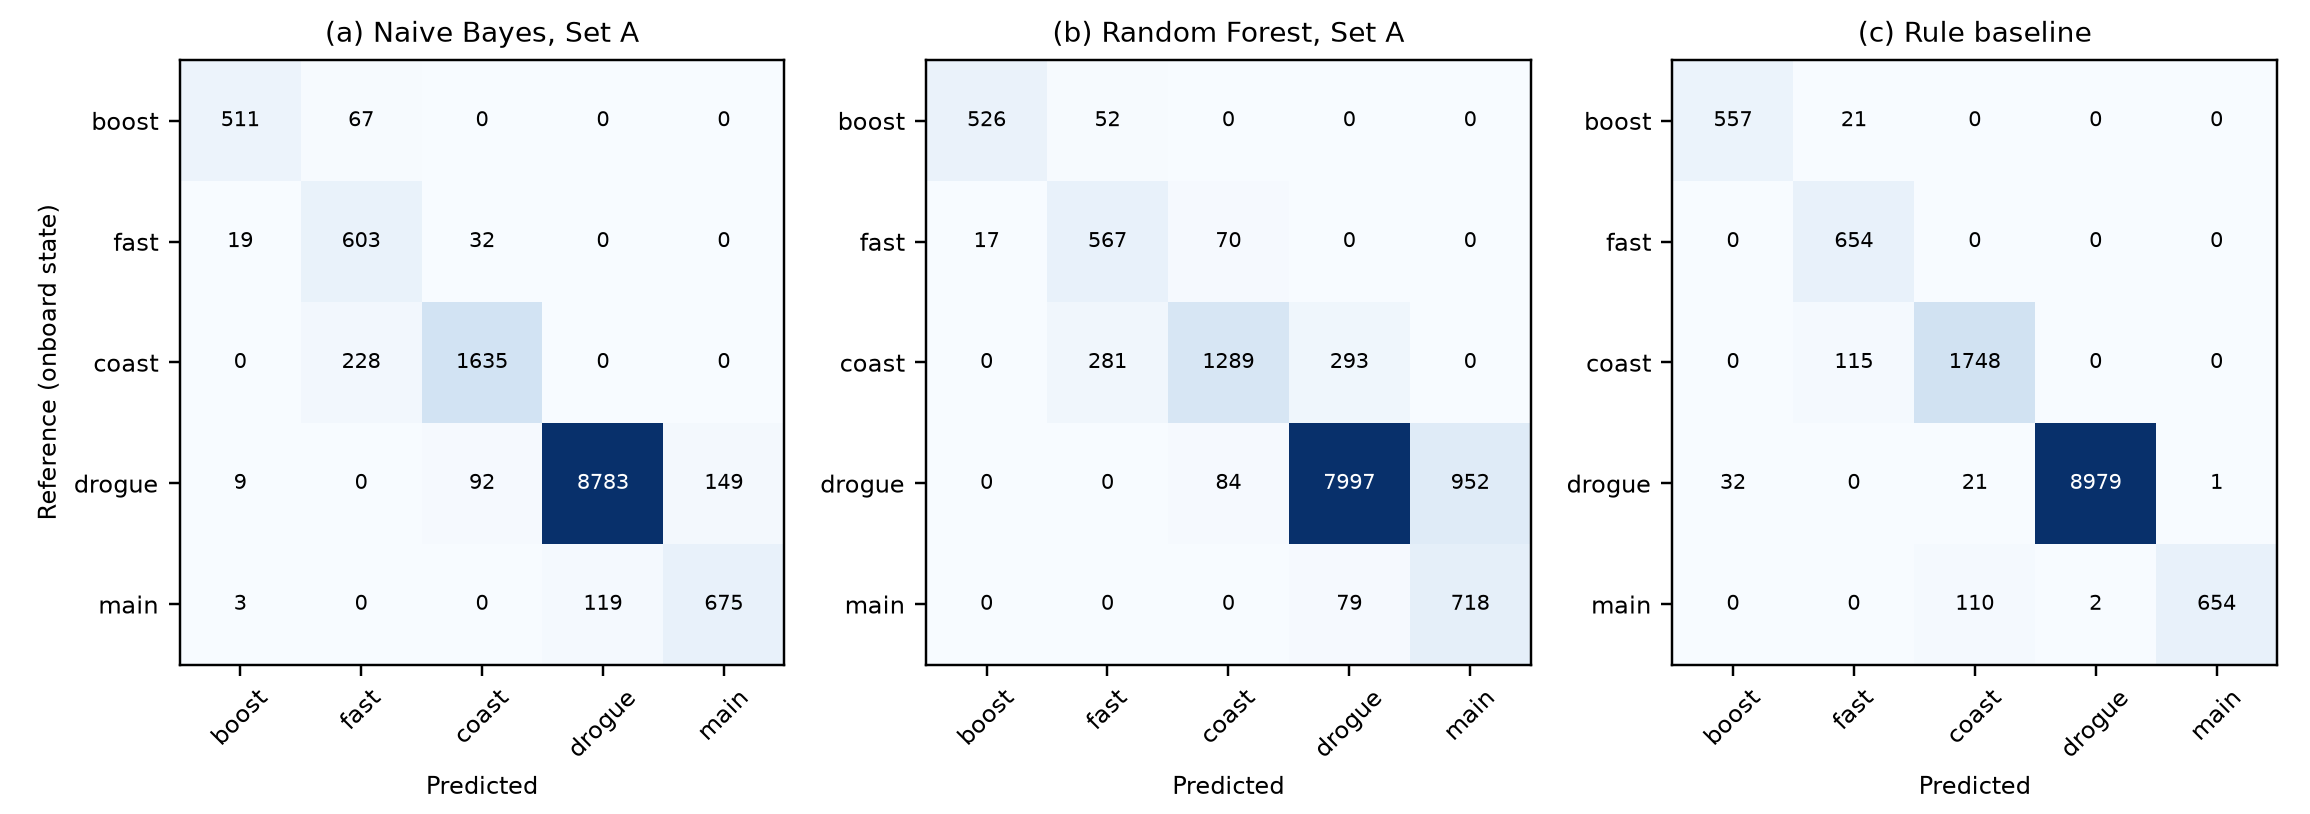 (a) Naive Bayes, Set A
Reference (onboard state)
boost 511 67 0 0 0
fast 19 603 32 0 0
coast 0 228 1635 0 0
drogue 9 0 92 8783 149
main 3 0 0 119 675
boost fast coast drogue main
Predicted
(b) Random Forest, Set A
boost 526 52 0 0 0
fast 17 567 70 0 0
coast 0 281 1289 293 0
drogue 0 0 84 7997 952
main 0 0 0 79 718
boost fast coast drogue main
Predicted
(c) Rule baseline
boost 557 21 0 0 0
fast 0 654 0 0 0
coast 0 115 1748 0 0
drogue 32 0 21 8979 1
main 0 0 110 2 654
boost fast coast drogue main
Predicted